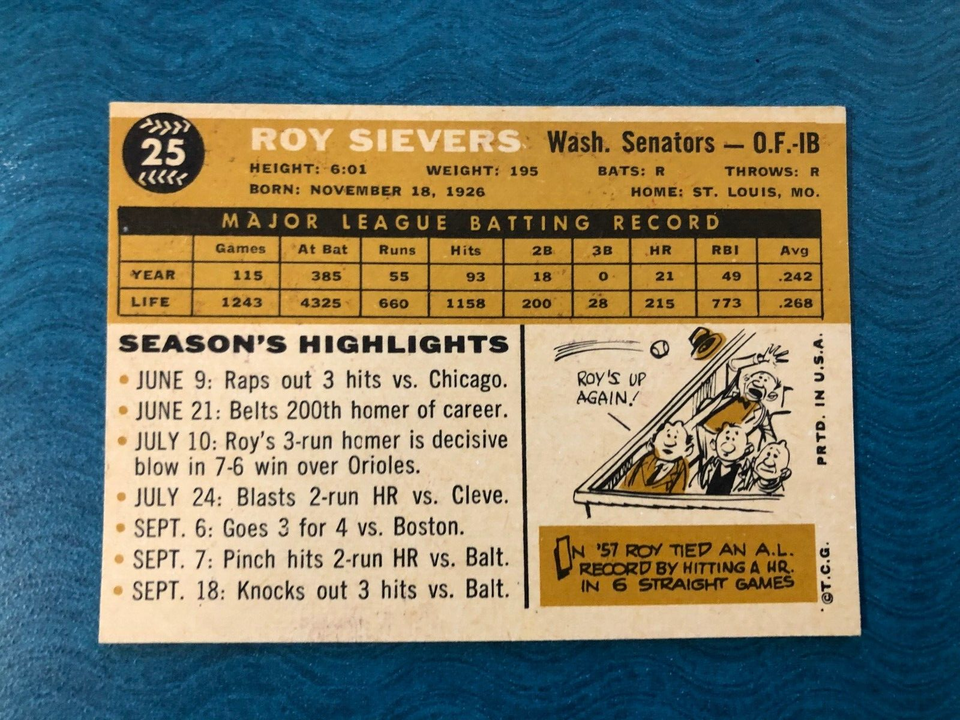 25
ROY SIEVERS Wash. Senators — O.F.-1B
HEIGHT: 6:01 WEIGHT: 195 BATS: R THROWS: R
BORN: NOVEMBER 18, 1926 HOME: ST. LOUIS, MO.
MAJOR LEAGUE BATTING RECORD
Games At Bat Runs Hits 2B 3B HR RBI Avg
YEAR 115 385 55 93 18 0 21 49 .242
LIFE 1243 4325 660 1158 200 28 215 773 .268
SEASON'S HIGHLIGHTS
• JUNE 9: Raps out 3 hits vs. Chicago.
• JUNE 21: Belts 200th homer of career.
• JULY 10: Roy's 3-run homer is decisive
blow in 7-6 win over Orioles.
• JULY 24: Blasts 2-run HR vs. Cleve.
• SEPT. 6: Goes 3 for 4 vs. Boston.
• SEPT. 7: Pinch hits 2-run HR vs. Balt.
• SEPT. 18: Knocks out 3 hits vs. Balt.
ROY'S UP
AGAIN!
IN '57 ROY TIED AN A.L.
RECORD BY HITTING A HR.
IN 6 STRAIGHT GAMES
©T.C.G. PRTD. IN U.S.A.